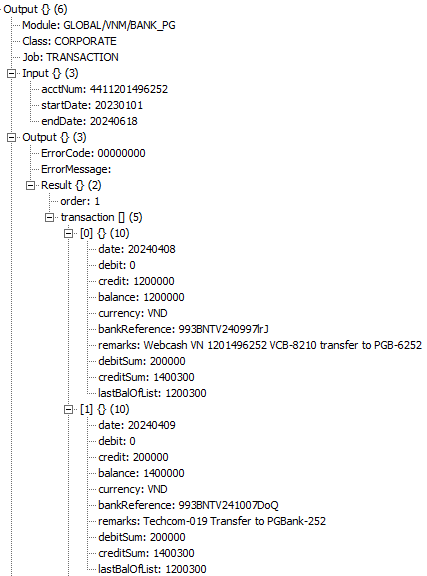 Output {} (6)
Module: GLOBAL/VNM/BANK_PG
Class: CORPORATE
Job: TRANSACTION
Input {} (3)
acctNum: 4411201496252
startDate: 20230101
endDate: 20240618
Output {} (3)
ErrorCode: 00000000
ErrorMessage:
Result {} (2)
order: 1
transaction [] (5)
[0] {} (10)
date: 20240408
debit: 0
credit: 1200000
balance: 1200000
currency: VND
bankReference: 993BNTV240997lrJ
remarks: Webcash VN 1201496252 VCB-8210 transfer to PGB-6252
debitSum: 200000
creditSum: 1400300
lastBalOfList: 1200300
[1] {} (10)
date: 20240409
debit: 0
credit: 200000
balance: 1400000
currency: VND
bankReference: 993BNTV241007DoQ
remarks: Techcom-019 Transfer to PGBank-252
debitSum: 200000
creditSum: 1400300
lastBalOfList: 1200300